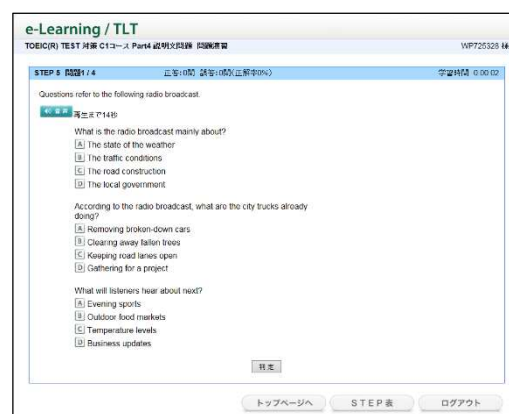 e-Learning / TLT
TOEIC(R) TEST 対策 C1コース Part4 説明文問題 問題演習 WP725328 様
STEP 5 問題1 / 4 正答:0問 誤答:0問(正解率0%) 学習時間 0:00:02
Questions refer to the following radio broadcast.
音声 再生まで14秒
What is the radio broadcast mainly about?
A The state of the weather
B The traffic conditions
C The road construction
D The local government
According to the radio broadcast, what are the city trucks already
doing?
A Removing broken-down cars
B Clearing away fallen trees
C Keeping road lanes open
D Gathering for a project
What will listeners hear about next?
A Evening sports
B Outdoor food markets
C Temperature levels
D Business updates
判定
トップページへ STEP表 ログアウト